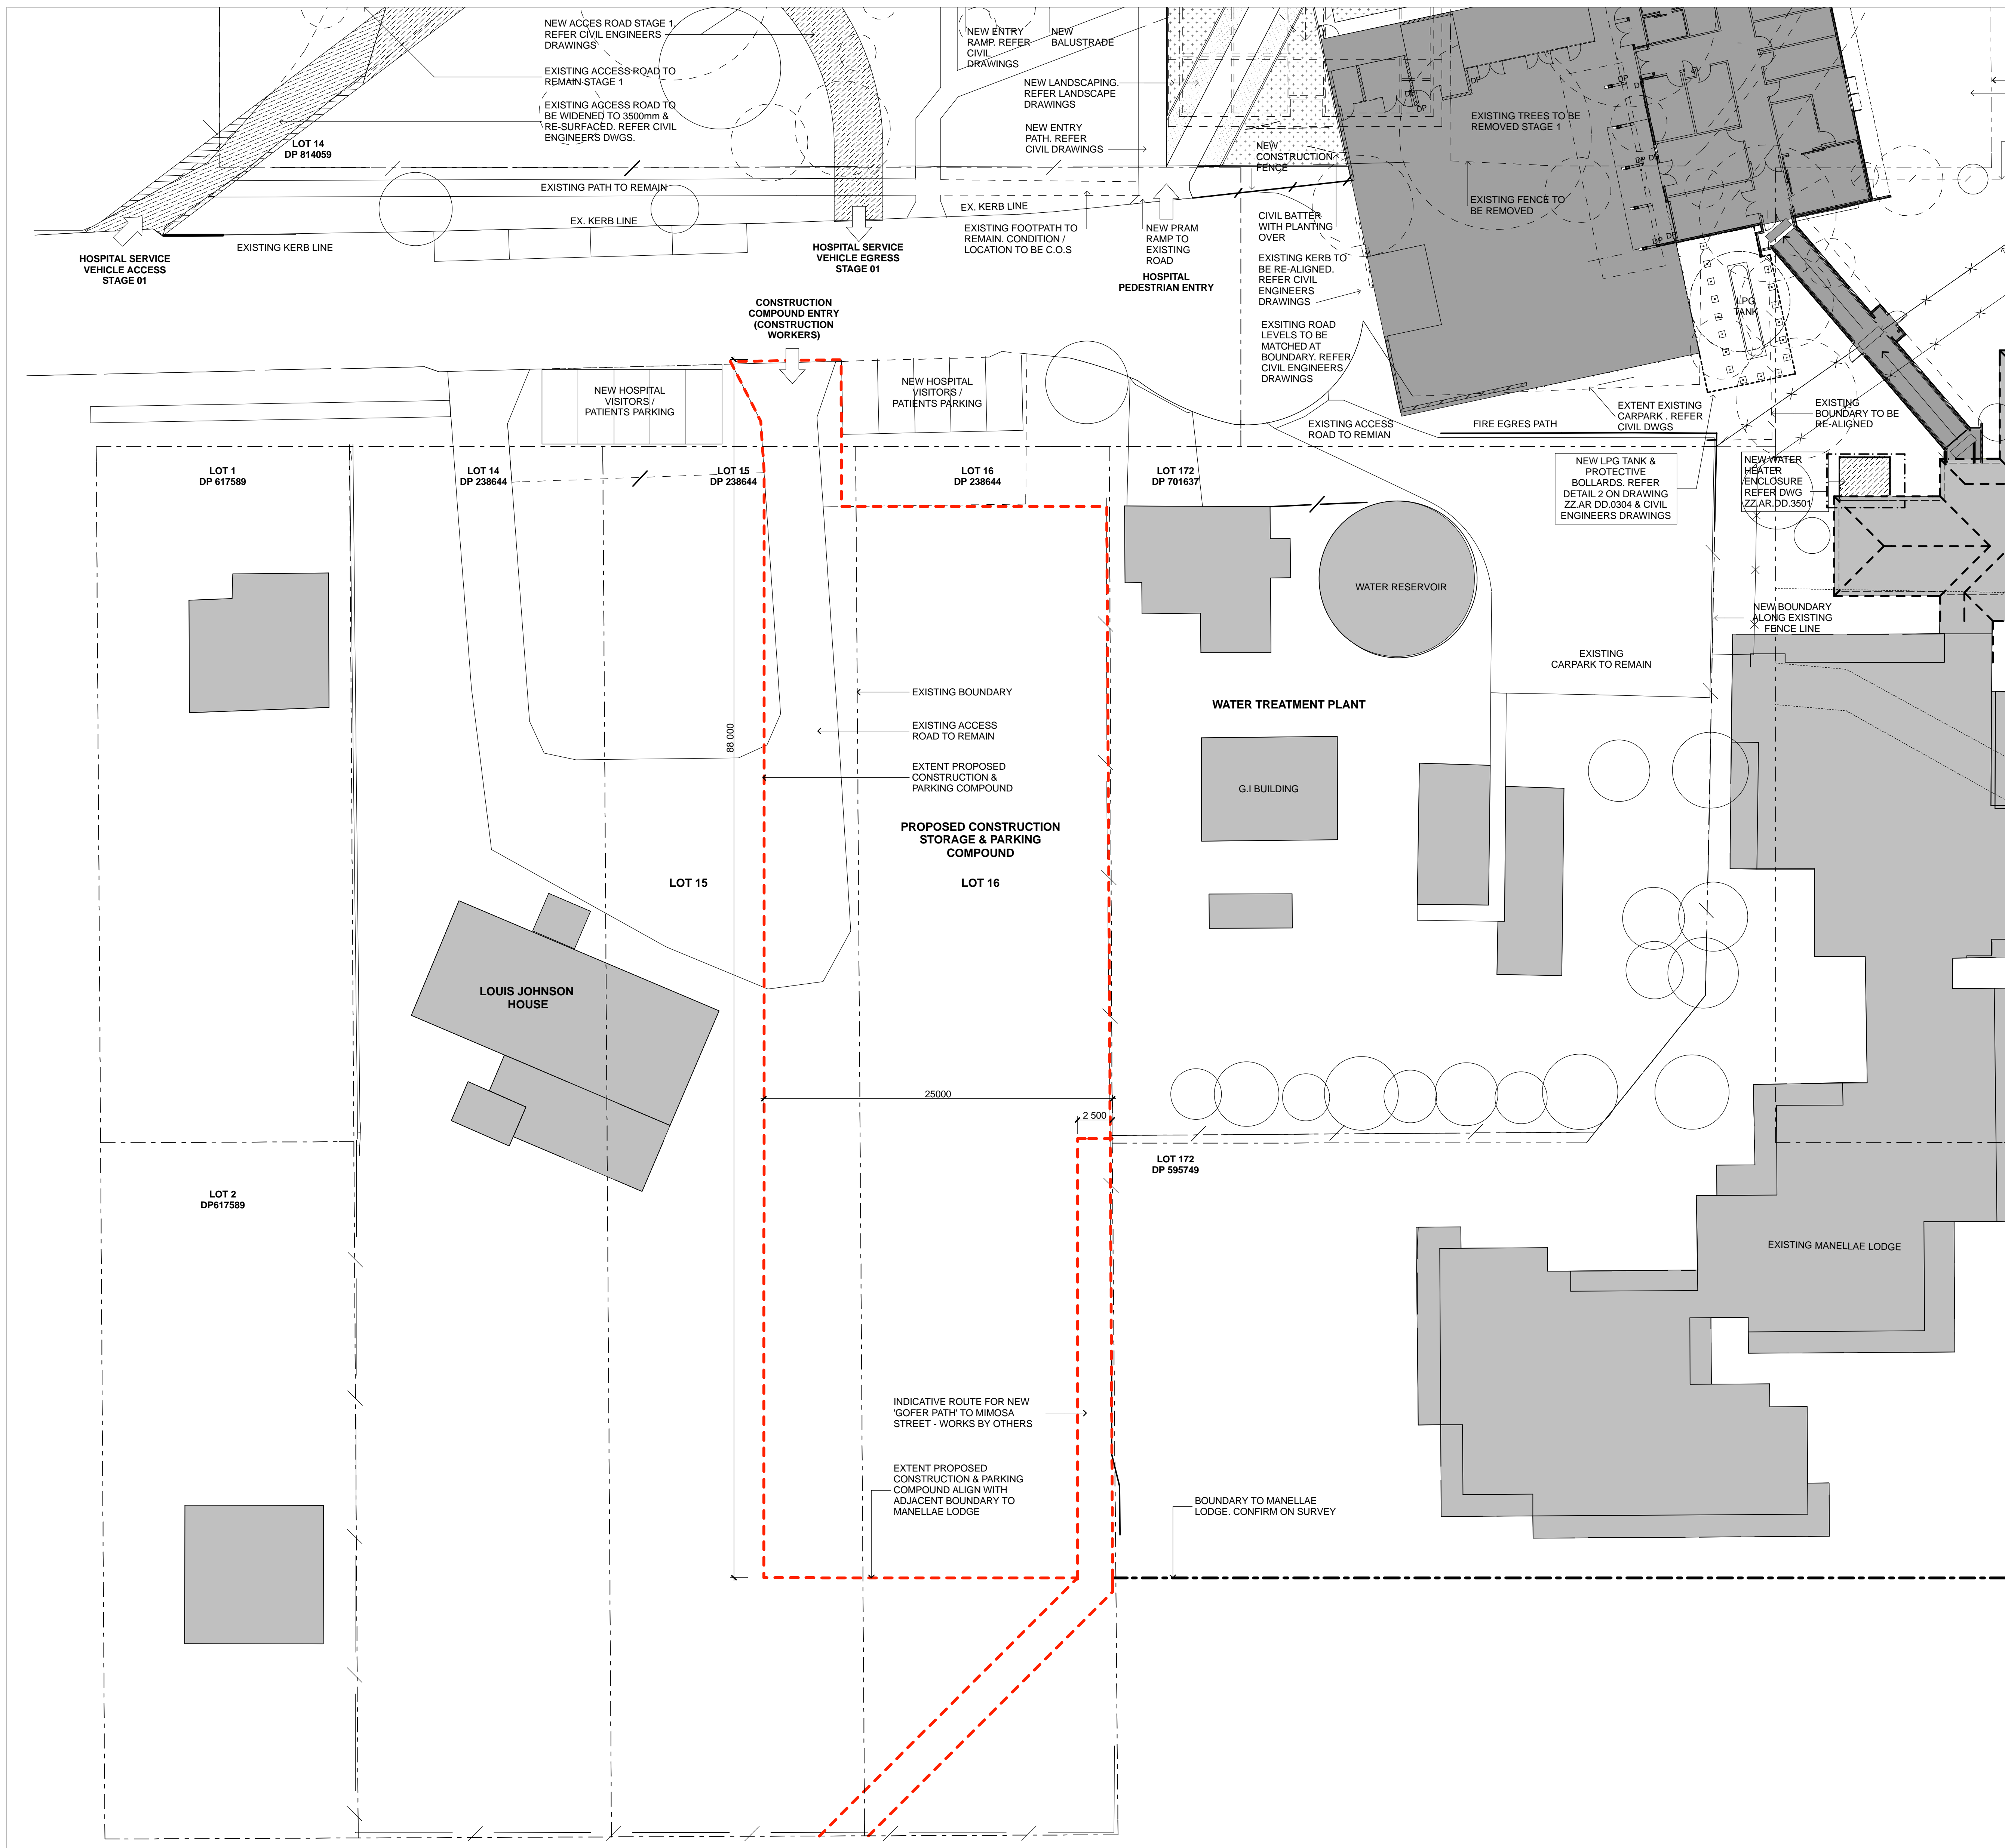 NEW ACCES ROAD STAGE 1.
REFER CIVIL ENGINEERS
DRAWINGS
EXISTING ACCESS ROAD TO
REMAIN STAGE 1
EXISTING ACCESS ROAD TO
BE WIDENED TO 3500mm &
RE-SURFACED. REFER CIVIL
ENGINEERS DWGS.
LOT 14
DP 814059
EXISTING PATH TO REMAIN
EX. KERB LINE
EXISTING KERB LINE
HOSPITAL SERVICE
VEHICLE ACCESS
STAGE 01
HOSPITAL SERVICE
VEHICLE EGRESS
STAGE 01
NEW ENTRY
RAMP. REFER
CIVIL
DRAWINGS
NEW
BALUSTRADE
NEW LANDSCAPING.
REFER LANDSCAPE
DRAWINGS
NEW ENTRY
PATH. REFER
CIVIL DRAWINGS
EX. KERB LINE
EXISTING FOOTPATH TO
REMAIN. CONDITION /
LOCATION TO BE C.O.S
NEW PRAM
RAMP TO
EXISTING
ROAD
HOSPITAL
PEDESTRIAN ENTRY
NEW
CONSTRUCTION
FENCE
CIVIL BATTER
WITH PLANTING
OVER
EXISTING KERB TO
BE RE-ALIGNED.
REFER CIVIL
ENGINEERS
DRAWINGS
EXSITING ROAD
LEVELS TO BE
MATCHED AT
BOUNDARY. REFER
CIVIL ENGINEERS
DRAWINGS
EXISTING TREES TO BE
REMOVED STAGE 1
EXISTING FENCE TO
BE REMOVED
DP
DP
DP
DP
DP
DP
DP
DP
DP
LPG
TANK
CONSTRUCTION
COMPOUND ENTRY
(CONSTRUCTION
WORKERS)
NEW HOSPITAL
VISITORS /
PATIENTS PARKING
NEW HOSPITAL
VISITORS /
PATIENTS PARKING
EXISTING ACCESS
ROAD TO REMIAN
FIRE EGRES PATH
EXTENT EXISTING
CARPARK . REFER
CIVIL DWGS
EXISTING
BOUNDARY TO BE
RE-ALIGNED
LOT 1
DP 617589
LOT 14
DP 238644
LOT 15
DP 238644
LOT 16
DP 238644
LOT 172
DP 701637
NEW LPG TANK &
PROTECTIVE
BOLLARDS. REFER
DETAIL 2 ON DRAWING
ZZ.AR DD.0304 & CIVIL
ENGINEERS DRAWINGS
NEW WATER
HEATER
ENCLOSURE
REFER DWG
ZZ.AR.DD.3501
WATER RESERVOIR
NEW BOUNDARY
ALONG EXISTING
FENCE LINE
EXISTING
CARPARK TO REMAIN
EXISTING BOUNDARY
EXISTING ACCESS
ROAD TO REMAIN
EXTENT PROPOSED
CONSTRUCTION &
PARKING COMPOUND
88 000
WATER TREATMENT PLANT
G.I BUILDING
PROPOSED CONSTRUCTION
STORAGE & PARKING
COMPOUND
LOT 15
LOT 16
LOUIS JOHNSON
HOUSE
25000
2 500
LOT 172
DP 595749
LOT 2
DP617589
EXISTING MANELLAE LODGE
INDICATIVE ROUTE FOR NEW
'GOFER PATH' TO MIMOSA
STREET - WORKS BY OTHERS
EXTENT PROPOSED
CONSTRUCTION & PARKING
COMPOUND ALIGN WITH
ADJACENT BOUNDARY TO
MANELLAE LODGE
BOUNDARY TO MANELLAE
LODGE. CONFIRM ON SURVEY